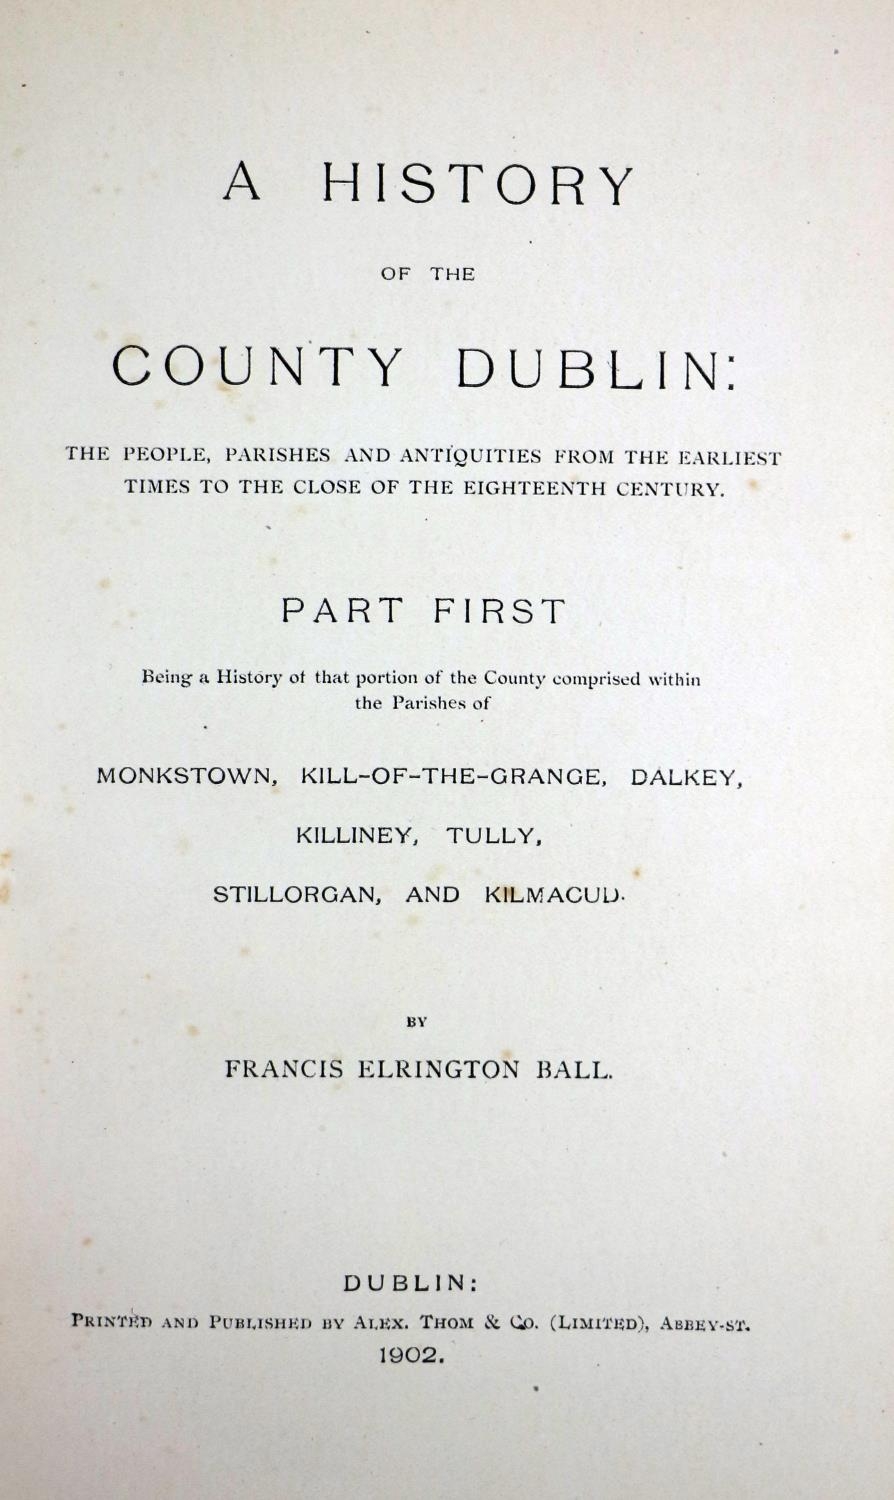 A HISTORY
OF THE
COUNTY DUBLIN:
THE PEOPLE, PARISHES AND ANTIQUITIES FROM THE EARLIEST
TIMES TO THE CLOSE OF THE EIGHTEENTH CENTURY.
PART FIRST
Being a History of that portion of the County comprised within
the Parishes of
MONKSTOWN, KILL-OF-THE-GRANGE, DALKEY,
KILLINEY, TULLY,
STILLORGAN, AND KILMACUD.
BY
FRANCIS ELRINGTON BALL.
DUBLIN:
PRINTED AND PUBLISHED BY ALEX. THOM & CO. (LIMITED), ABBEY-ST.
1902.